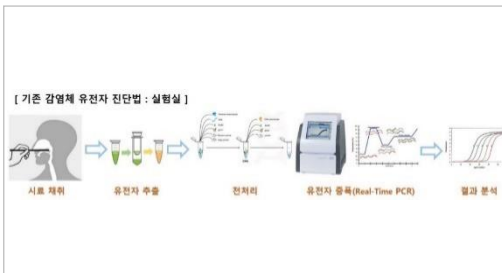 [ 기존 감염체 유전자 진단법 : 실험실 ]
시료 채취
유전자 추출
전처리
유전자 증폭(Real-Time PCR)
결과 분석